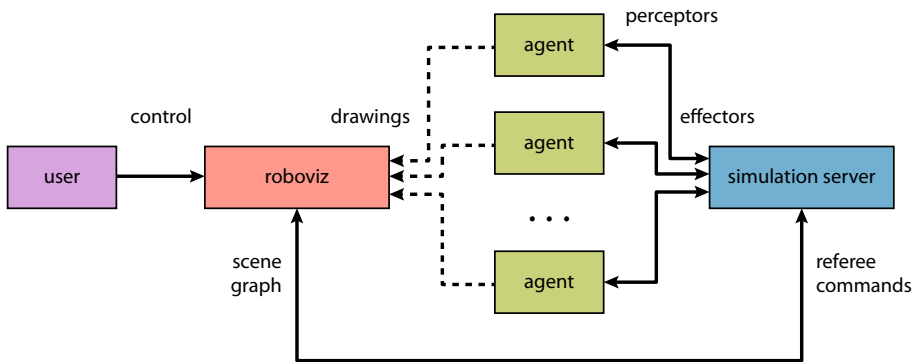 perceptors
agent
control
drawings
agent
effectors
user
roboviz
simulation server
. . .
scene
graph
agent
referee
commands